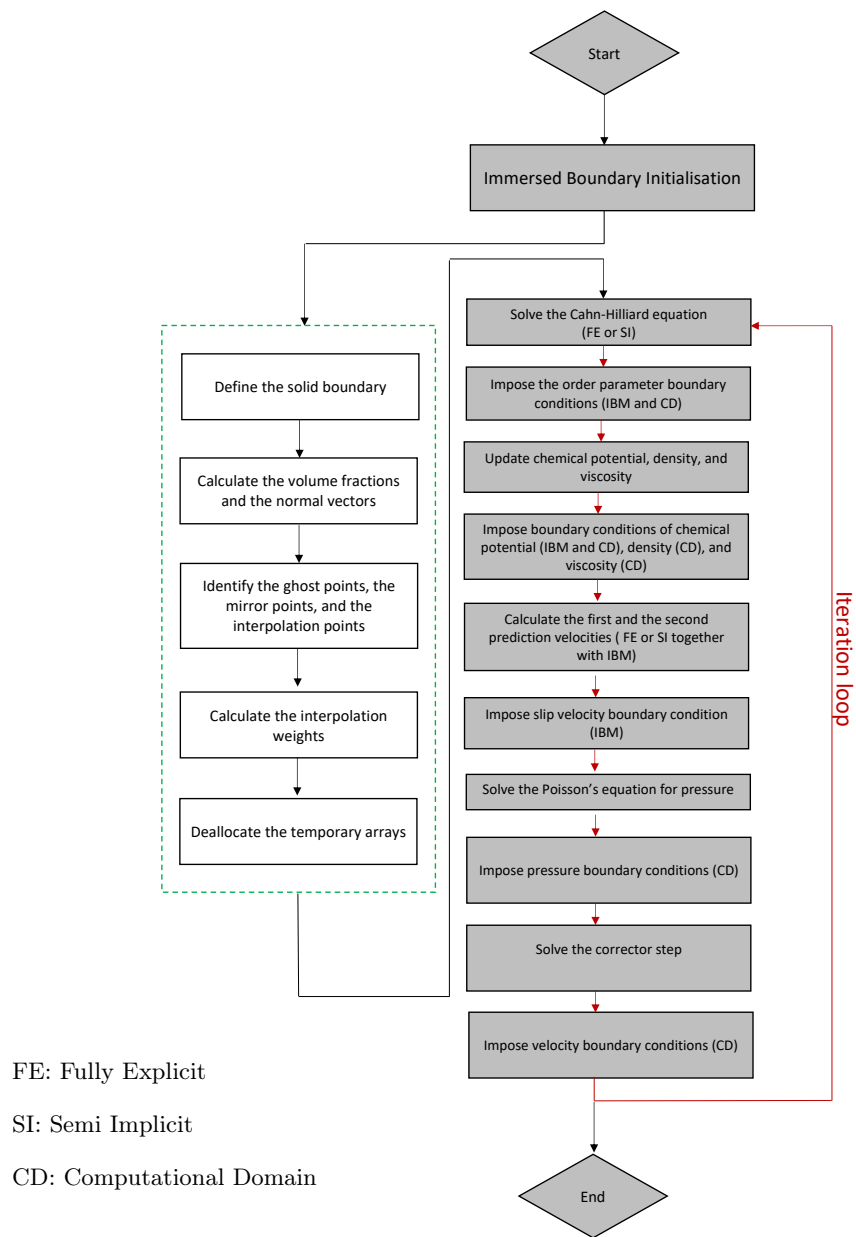 Start
Immersed Boundary Initialisation
Define the solid boundary
Calculate the volume fractions
and the normal vectors
Identify the ghost points, the
mirror points, and the
interpolation points
Calculate the interpolation
weights
Deallocate the temporary arrays
Solve the Cahn-Hilliard equation
(FE or SI)
Impose the order parameter boundary
conditions (IBM and CD)
Update chemical potential, density, and
viscosity
Impose boundary conditions of chemical
potential (IBM and CD), density (CD), and
viscosity (CD)
Calculate the first and the second
prediction velocities ( FE or SI together
with IBM)
Impose slip velocity boundary condition
(IBM)
Solve the Poisson’s equation for pressure
Impose pressure boundary conditions (CD)
Solve the corrector step
Impose velocity boundary conditions (CD)
Iteration loop
End
FE: Fully Explicit
SI: Semi Implicit
CD: Computational Domain